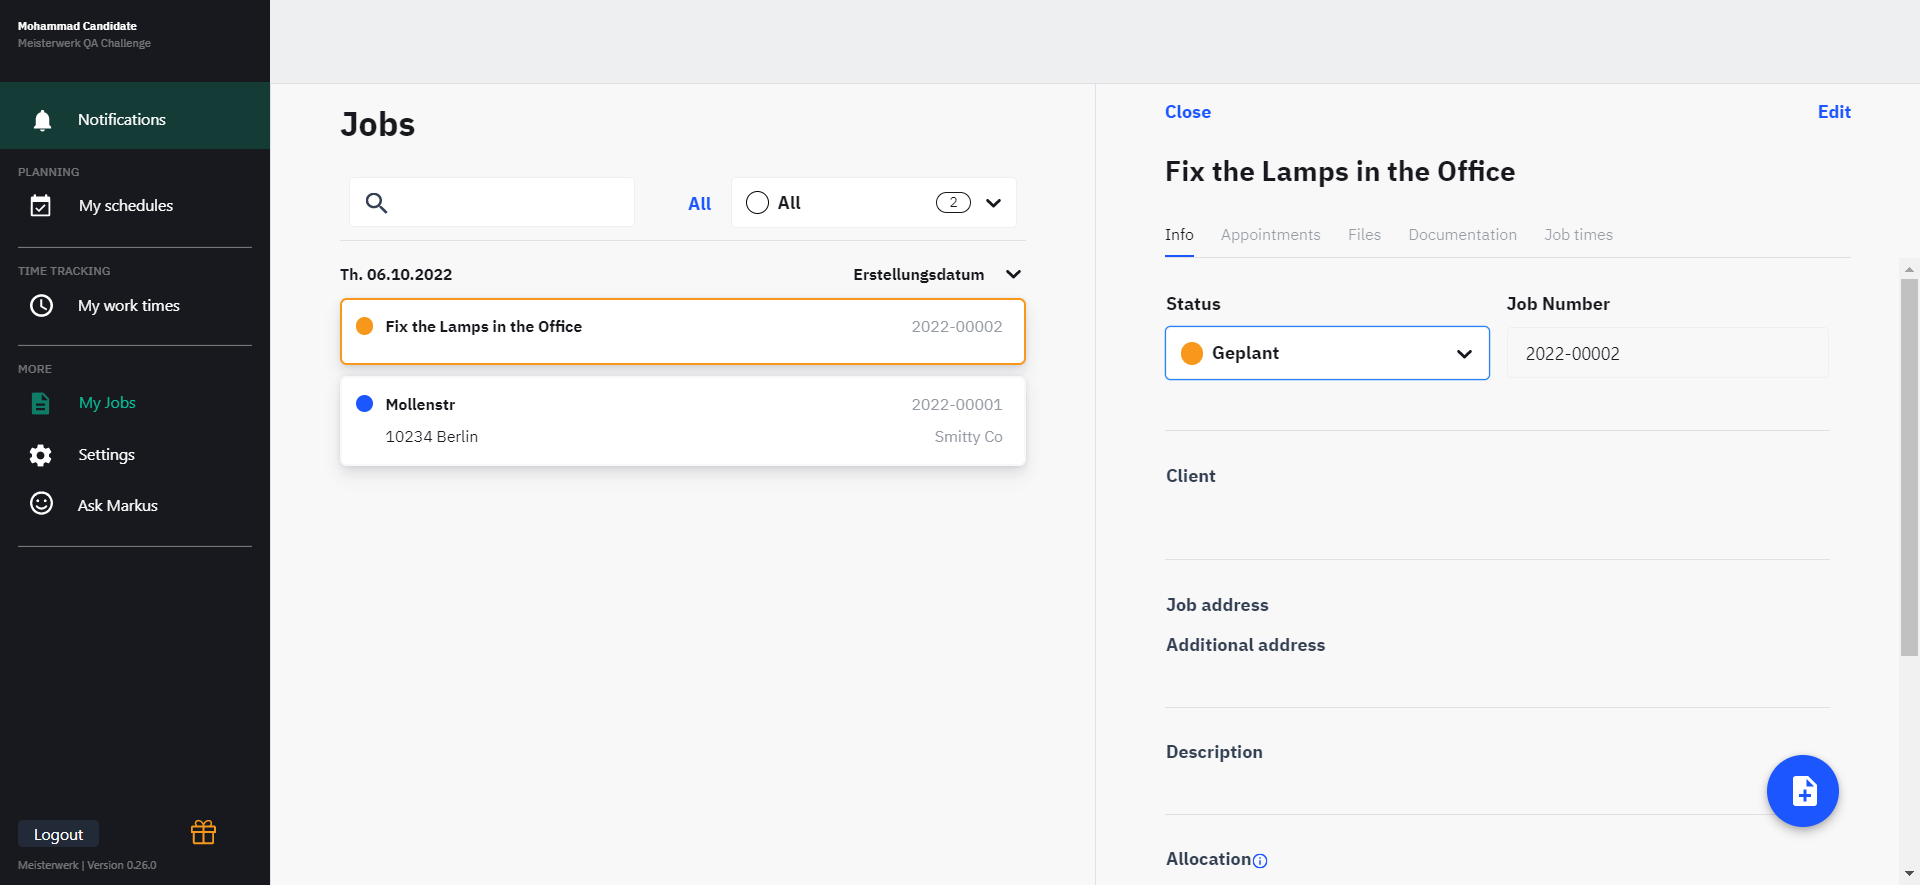 Mohammad Candidate
Meisterwerk QA Challenge
Notifications
PLANNING
My schedules
TIME TRACKING
My work times
MORE
My Jobs
Settings
Ask Markus
Logout
Meisterwerk | Version 0.26.0
Jobs
All
All
2
Th. 06.10.2022
Erstellungsdatum
Fix the Lamps in the Office
2022-00002
Mollenstr
2022-00001
10234 Berlin
Smitty Co
Close
Edit
Fix the Lamps in the Office
Info
Appointments
Files
Documentation
Job times
Status
Job Number
Geplant
2022-00002
Client
Job address
Additional address
Description
Allocation